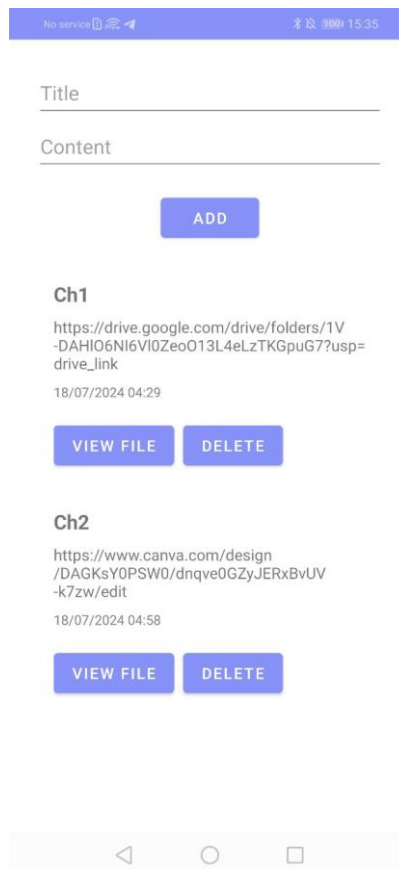 No service 100 15:35
Title
Content
ADD
Ch1
https://drive.google.com/drive/folders/1V
-DAHlO6NI6Vl0ZeoO13L4eLzTKGpuG7?usp=
drive_link
18/07/2024 04:29
VIEW FILE DELETE
Ch2
https://www.canva.com/design
/DAGKsY0PSW0/dnqve0GZyJERxBvUV
-k7zw/edit
18/07/2024 04:58
VIEW FILE DELETE